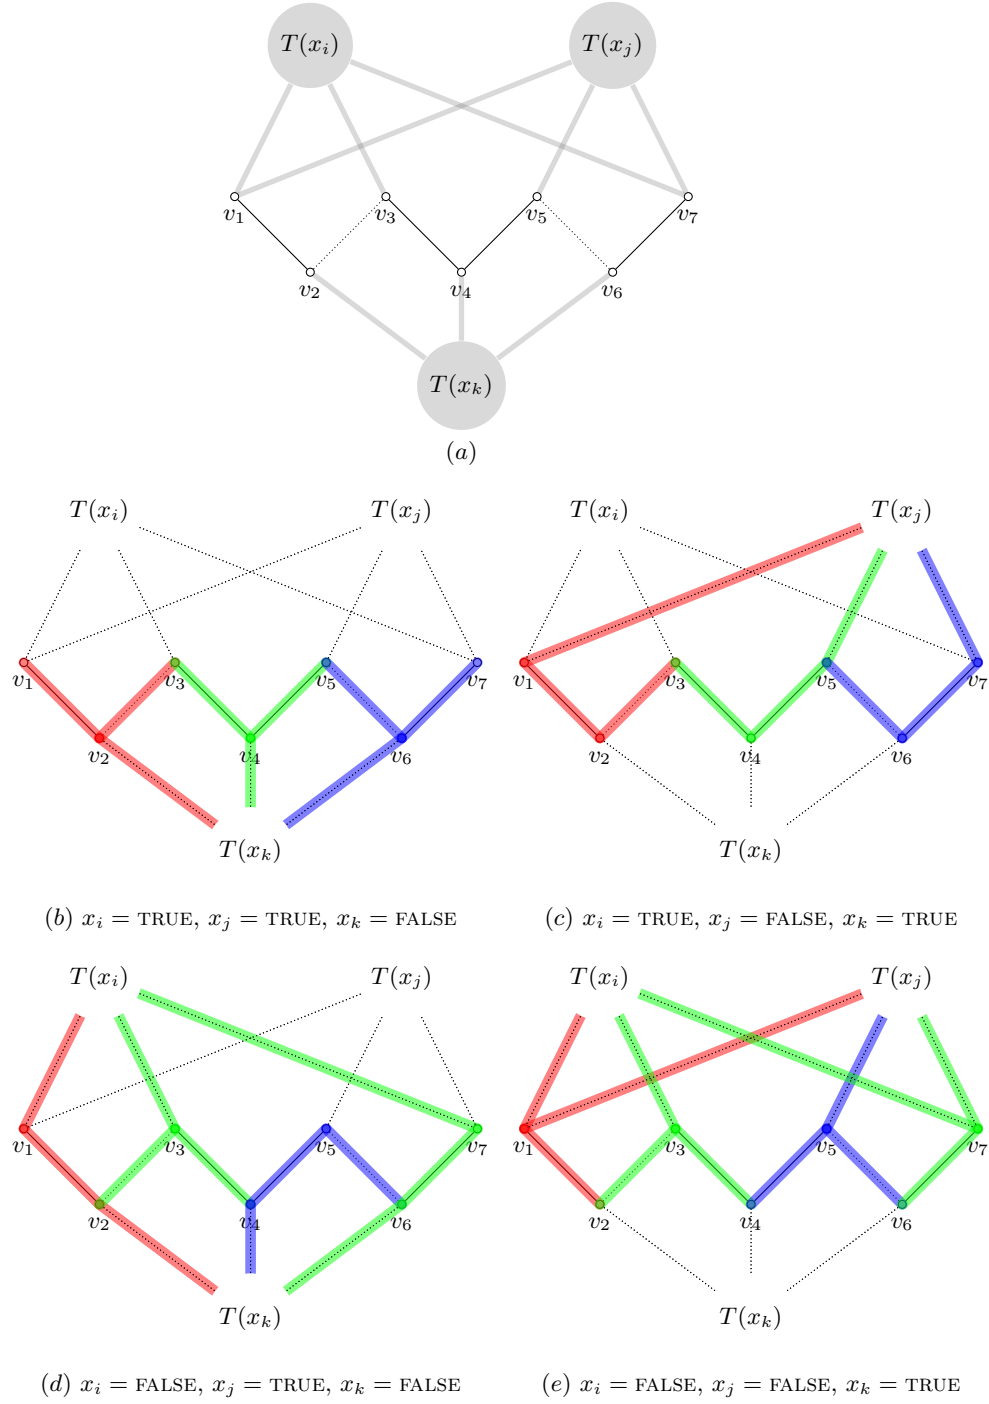 T(x_i) T(x_j)
v_1 v_3 v_5 v_7
v_2 v_4 v_6
T(x_k)
(a)
T(x_i) T(x_j)
v_1 v_3 v_5 v_7
v_2 v_4 v_6
T(x_k)
(b) x_i = TRUE, x_j = TRUE, x_k = FALSE
T(x_i) T(x_j)
v_1 v_3 v_5 v_7
v_2 v_4 v_6
T(x_k)
(c) x_i = TRUE, x_j = FALSE, x_k = TRUE
T(x_i) T(x_j)
v_1 v_3 v_5 v_7
v_2 v_4 v_6
T(x_k)
(d) x_i = FALSE, x_j = TRUE, x_k = FALSE
T(x_i) T(x_j)
v_1 v_3 v_5 v_7
v_2 v_4 v_6
T(x_k)
(e) x_i = FALSE, x_j = FALSE, x_k = TRUE